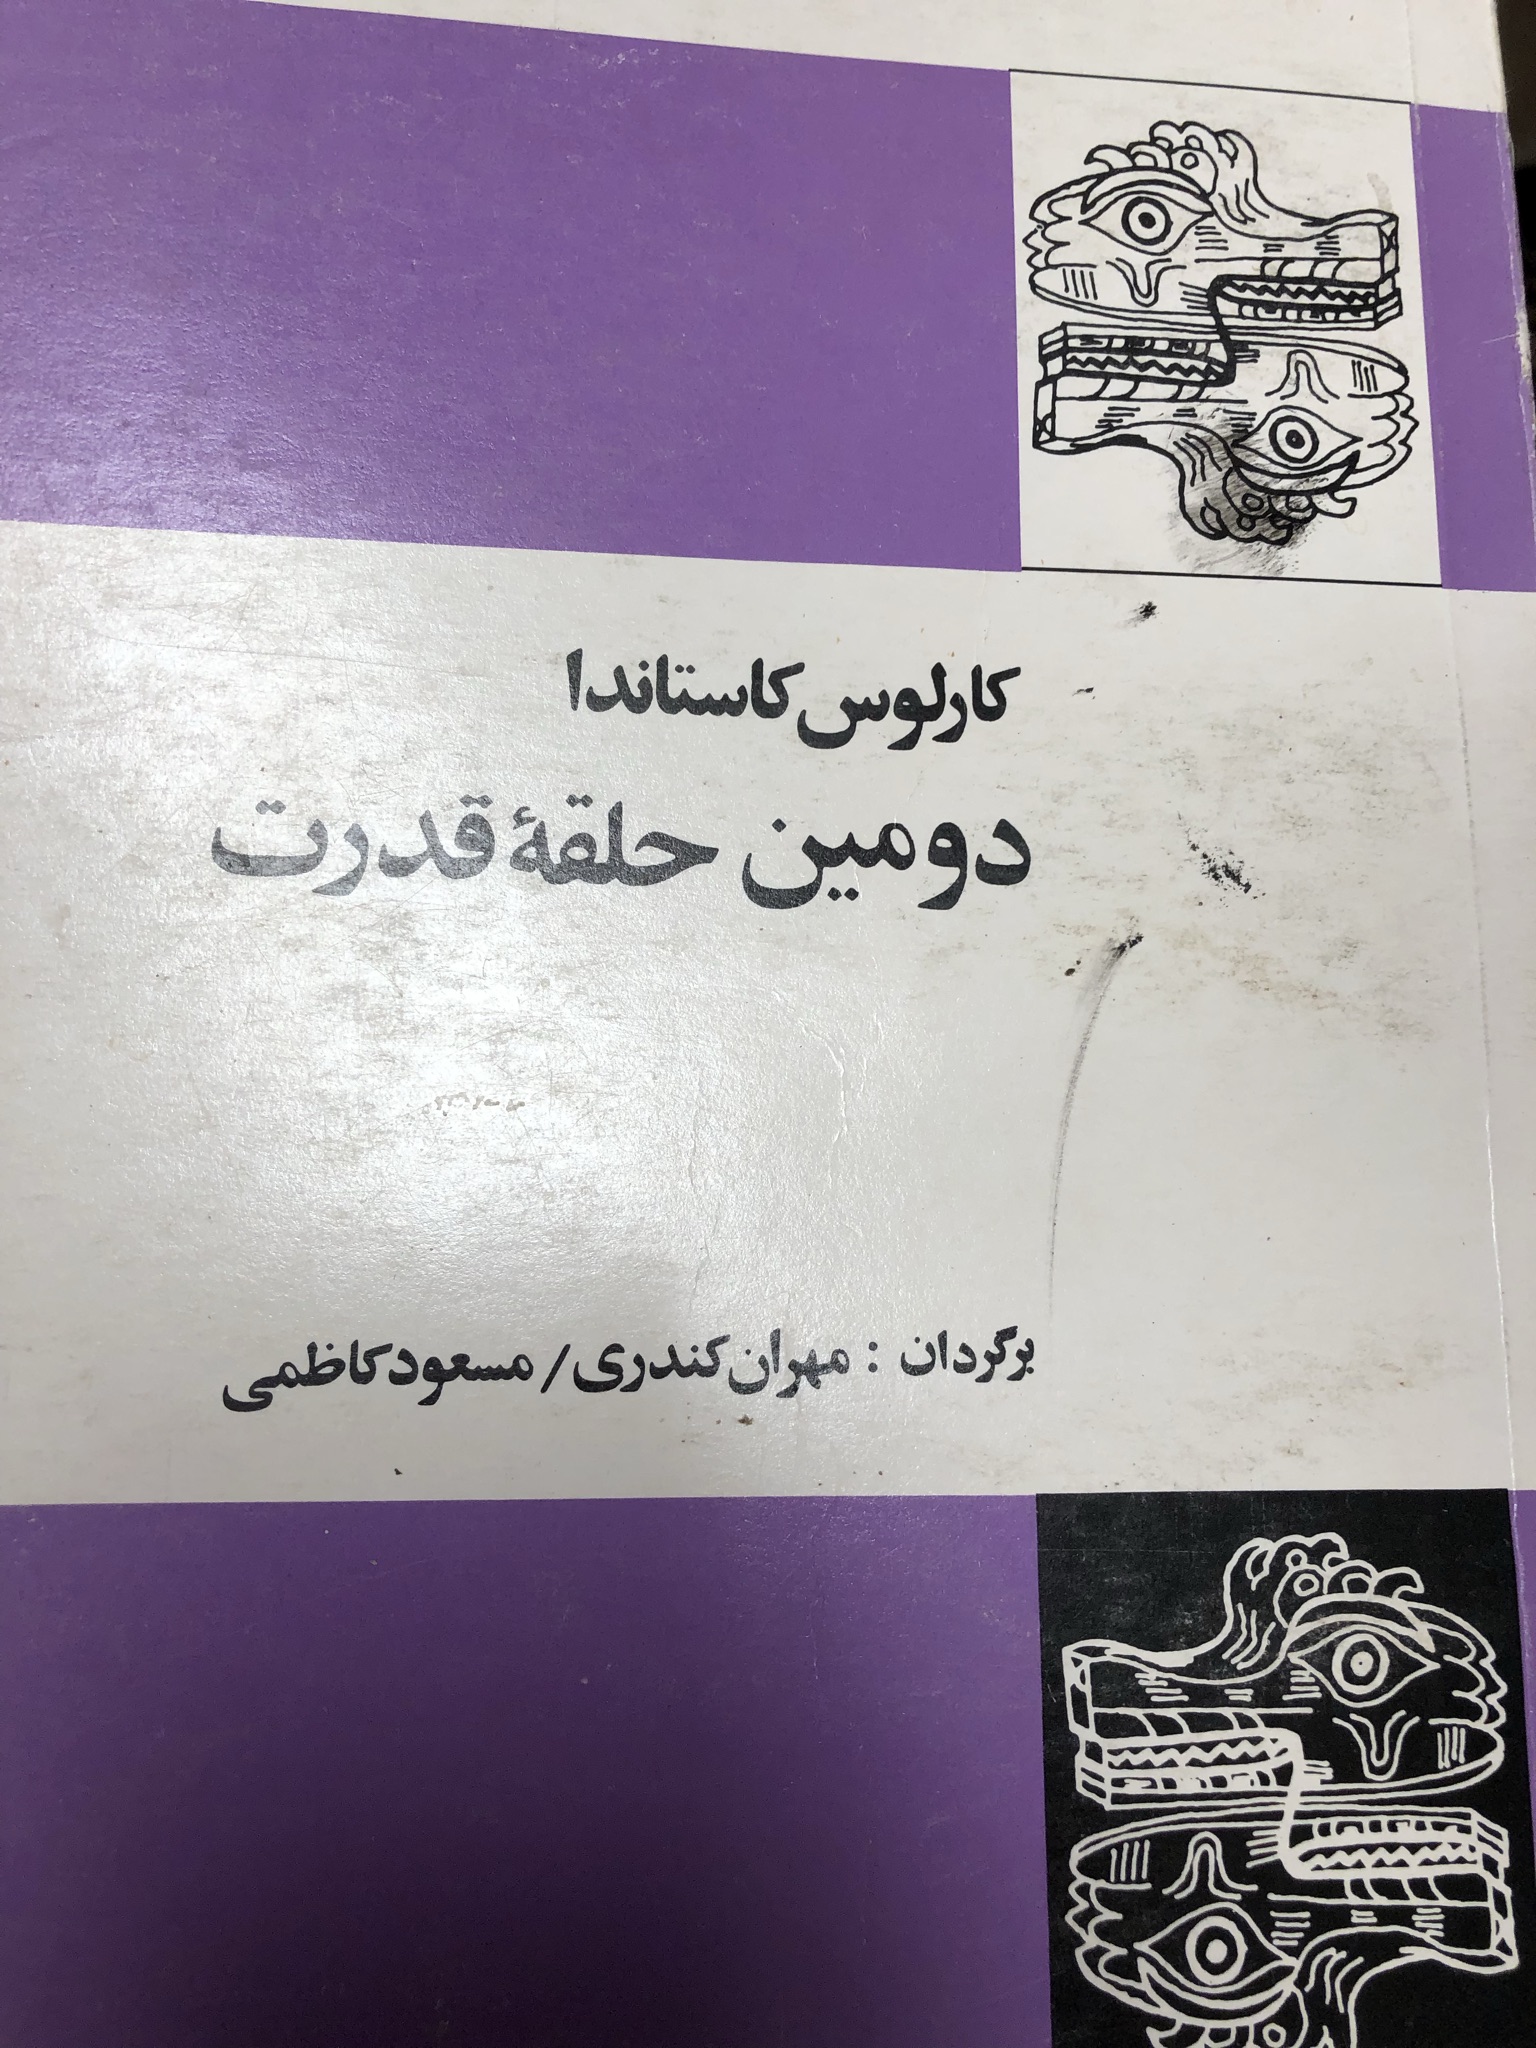 کارلوس کاستاندا
دومین حلقهٔ قدرت
برگردان : مهران کندری / مسعود کاظمی